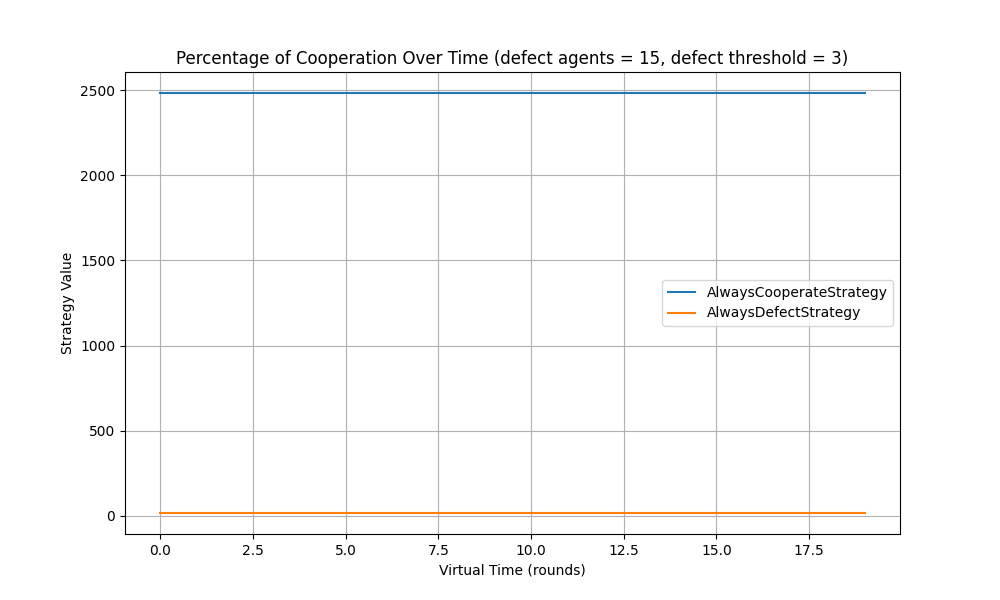 Percentage of Cooperation Over Time (defect agents = 15, defect threshold = 3)
2500
2000
1500
1000
500
0
Strategy Value
AlwaysCooperateStrategy
AlwaysDefectStrategy
0.0 2.5 5.0 7.5 10.0 12.5 15.0 17.5
Virtual Time (rounds)